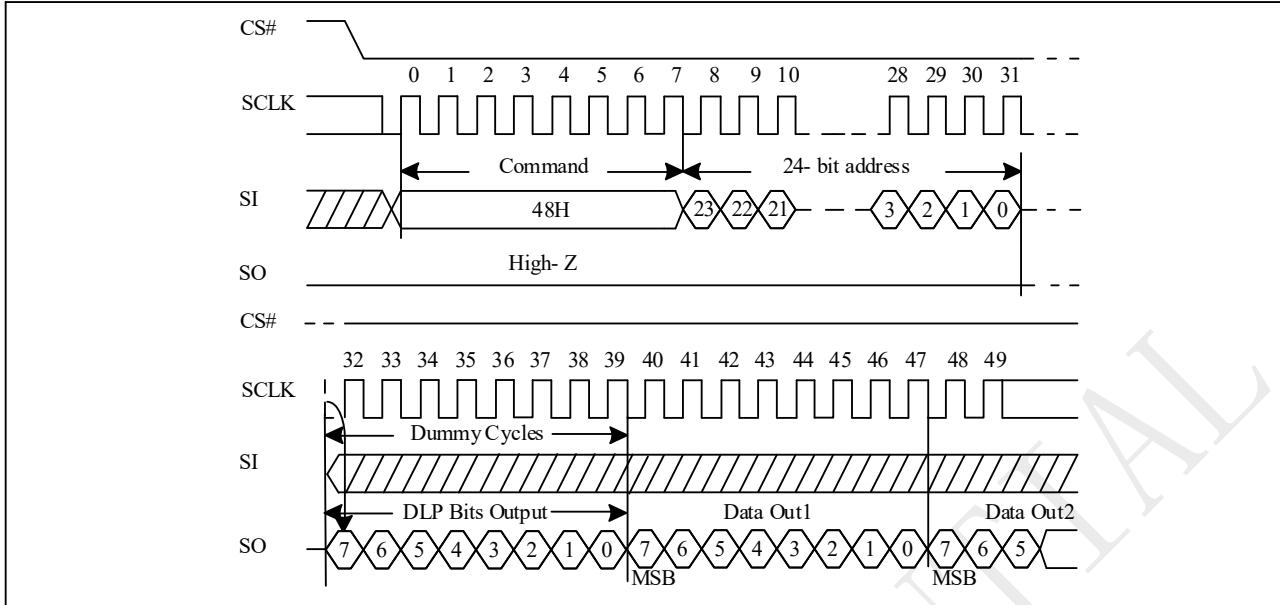 CS#
0 1 2 3 4 5 6 7 8 9 10 28 29 30 31
SCLK
Command 24- bit address
SI 48H 23 22 21 3 2 1 0
High- Z
SO
CS#
32 33 34 35 36 37 38 39 40 41 42 43 44 45 46 47 48 49
SCLK
Dummy Cycles
SI
DLP Bits Output Data Out1 Data Out2
SO 7 6 5 4 3 2 1 0 7 6 5 4 3 2 1 0 7 6 5
MSB MSB
NTIAL